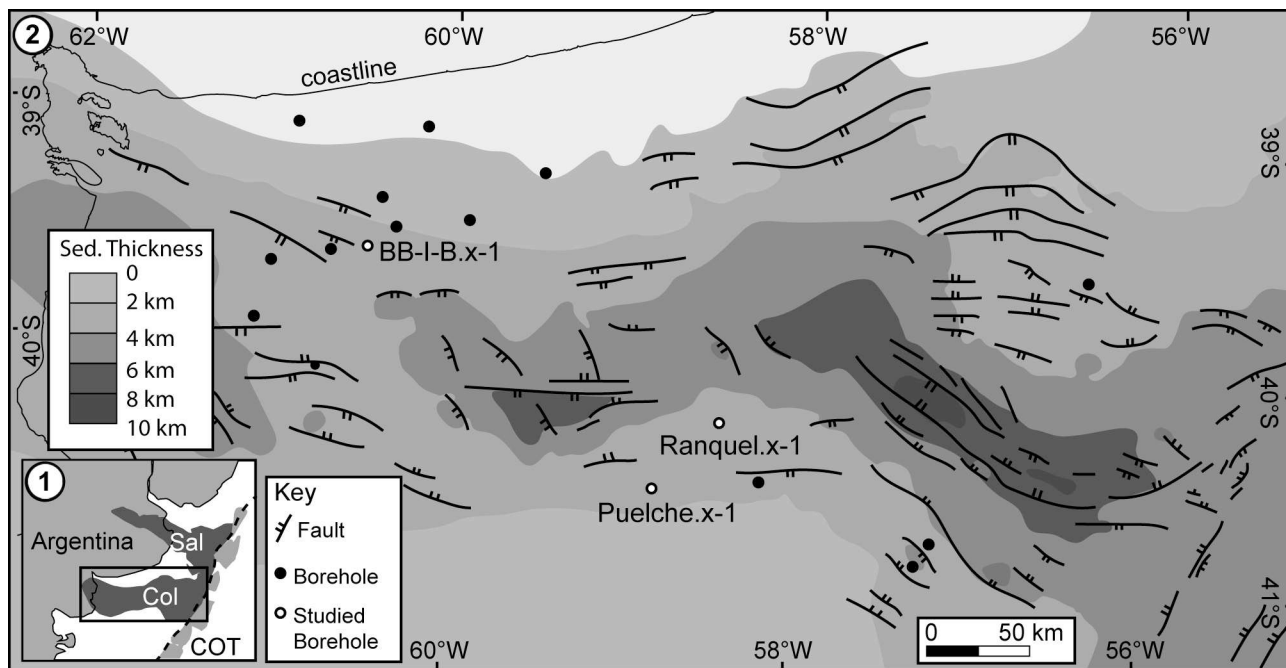 2
62°W
60°W
58°W
56°W
coastline
39°S
39°S
BB-I-B.x-1
Sed. Thickness
0
2 km
4 km
6 km
8 km
10 km
40°S
40°S
Ranquel.x-1
Puelche.x-1
1
Argentina
Sal
Col
COT
Key
Fault
Borehole
Studied
Borehole
0 50 km
41°S
60°W
58°W
56°W